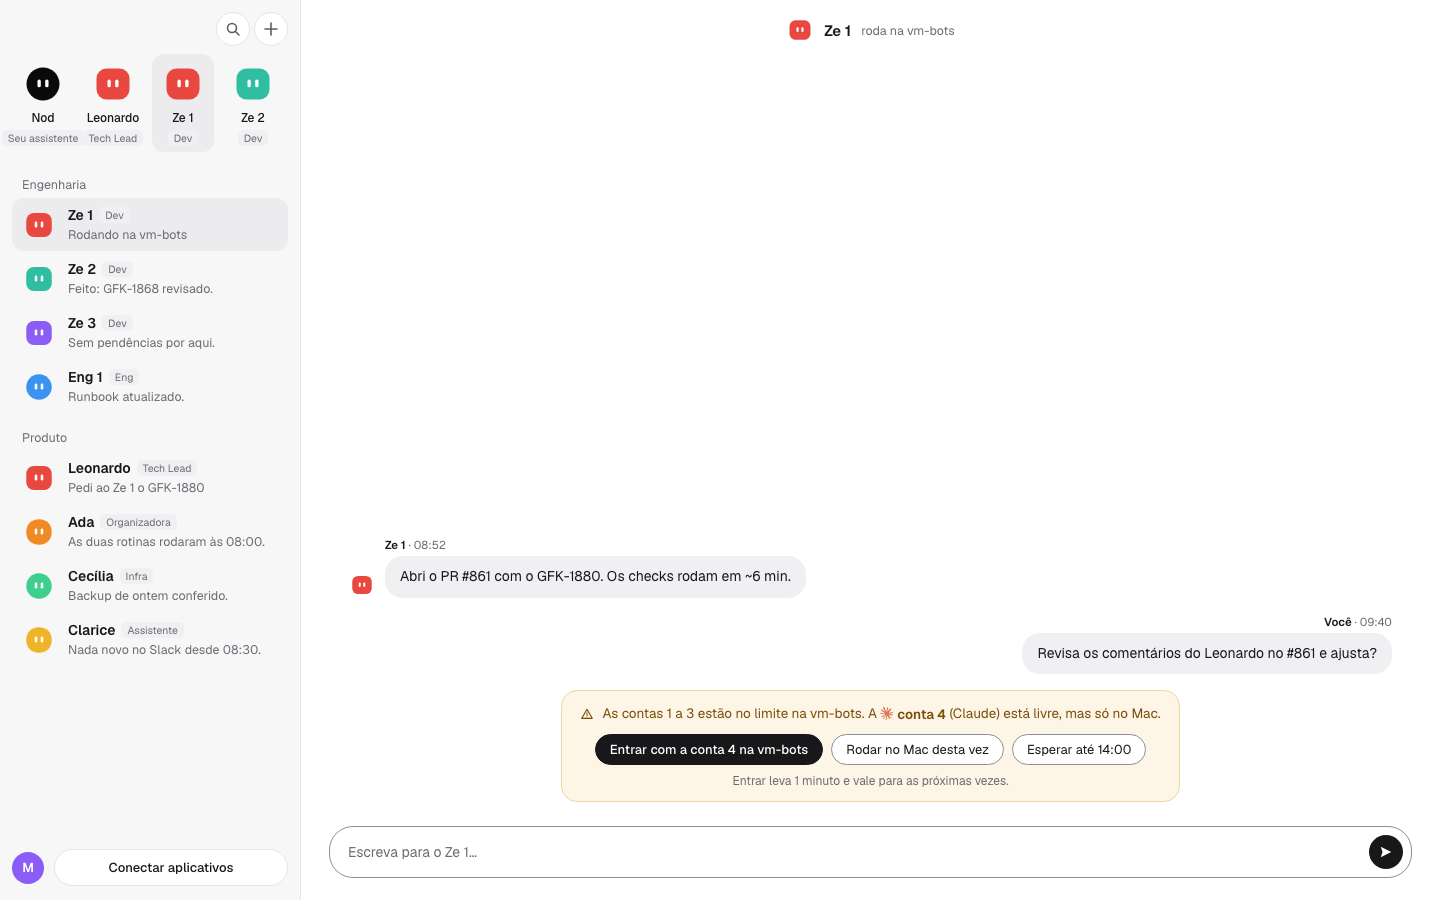 Nod
Seu assistente
Leonardo
Tech Lead
Ze 1
Dev
Ze 2
Dev
Engenharia
Ze 1 Dev
Rodando na vm-bots
Ze 2 Dev
Feito: GFK-1868 revisado.
Ze 3 Dev
Sem pendências por aqui.
Eng 1 Eng
Runbook atualizado.
Produto
Leonardo Tech Lead
Pedi ao Ze 1 o GFK-1880
Ada Organizadora
As duas rotinas rodaram às 08:00.
Cecília Infra
Backup de ontem conferido.
Clarice Assistente
Nada novo no Slack desde 08:30.
M
Conectar aplicativos
Ze 1 roda na vm-bots
Ze 1 · 08:52
Abri o PR #861 com o GFK-1880. Os checks rodam em ~6 min.
Você · 09:40
Revisa os comentários do Leonardo no #861 e ajusta?
As contas 1 a 3 estão no limite na vm-bots. A conta 4 (Claude) está livre, mas só no Mac.
Entrar com a conta 4 na vm-bots
Rodar no Mac desta vez
Esperar até 14:00
Entrar leva 1 minuto e vale para as próximas vezes.
Escreva para o Ze 1...